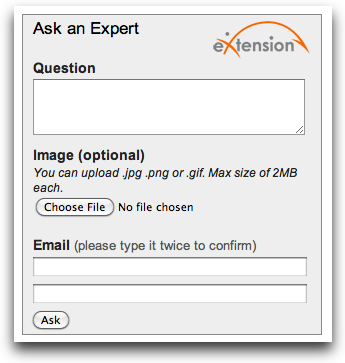 Ask an Expert
eXtension
Question
Image (optional)
You can upload .jpg .png or .gif. Max size of 2MB
each.
Choose File No file chosen
Email (please type it twice to confirm)
Ask